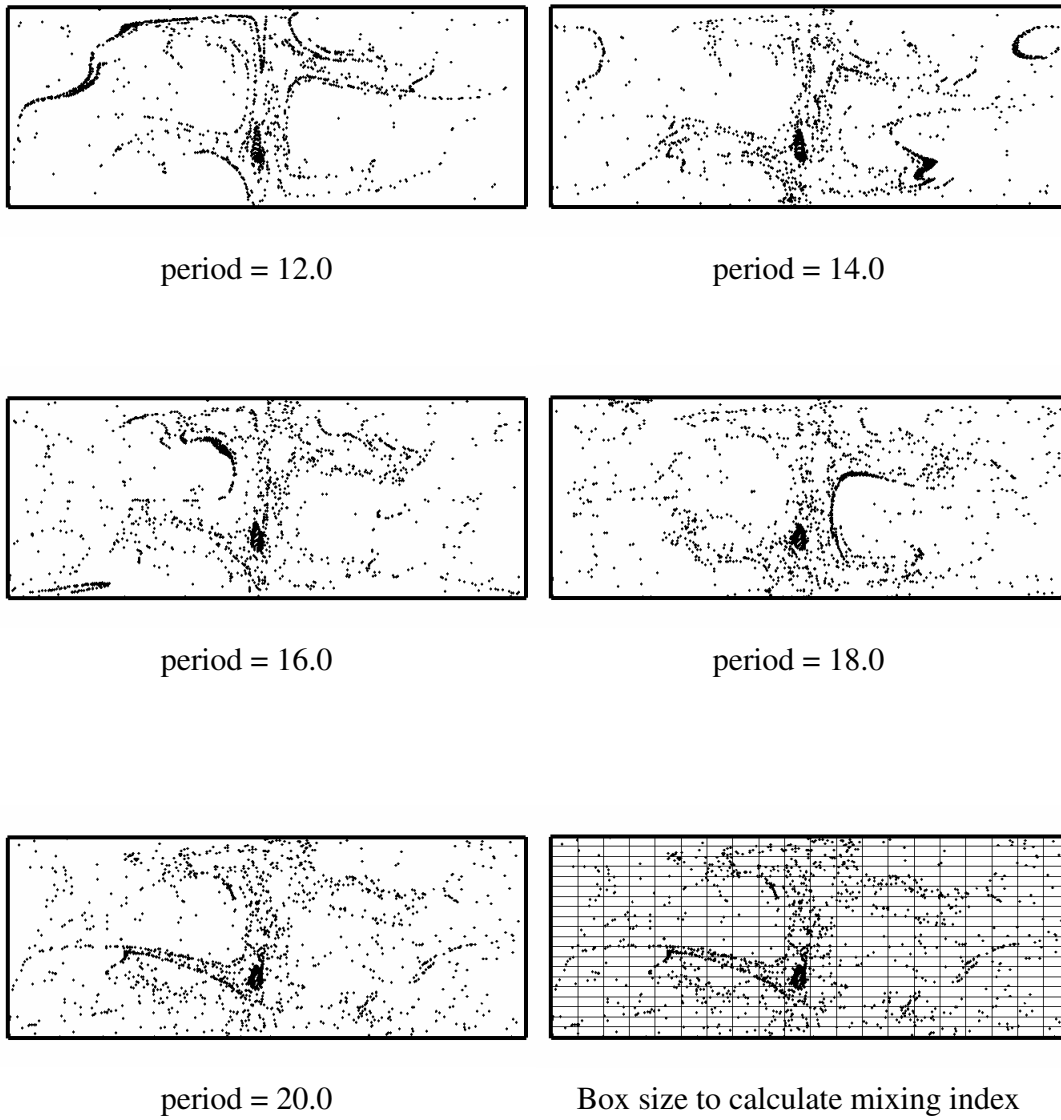 period = 12.0
period = 14.0
period = 16.0
period = 18.0
period = 20.0
Box size to calculate mixing index